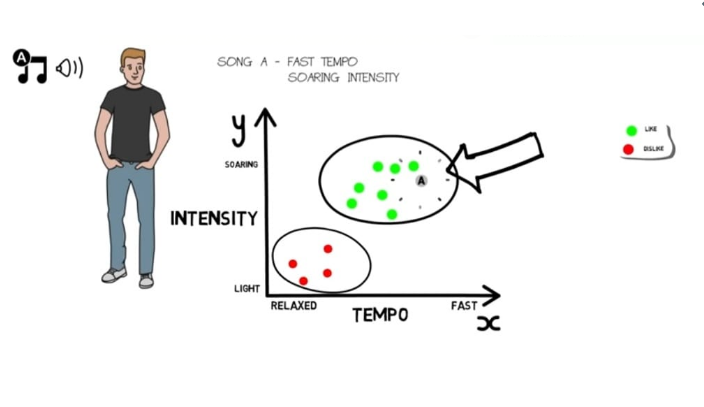 A
SONG A - FAST TEMPO
SOARING INTENSITY
y
SOARING
INTENSITY
LIGHT
RELAXED
TEMPO
FAST
x
A
LIKE
DISLIKE